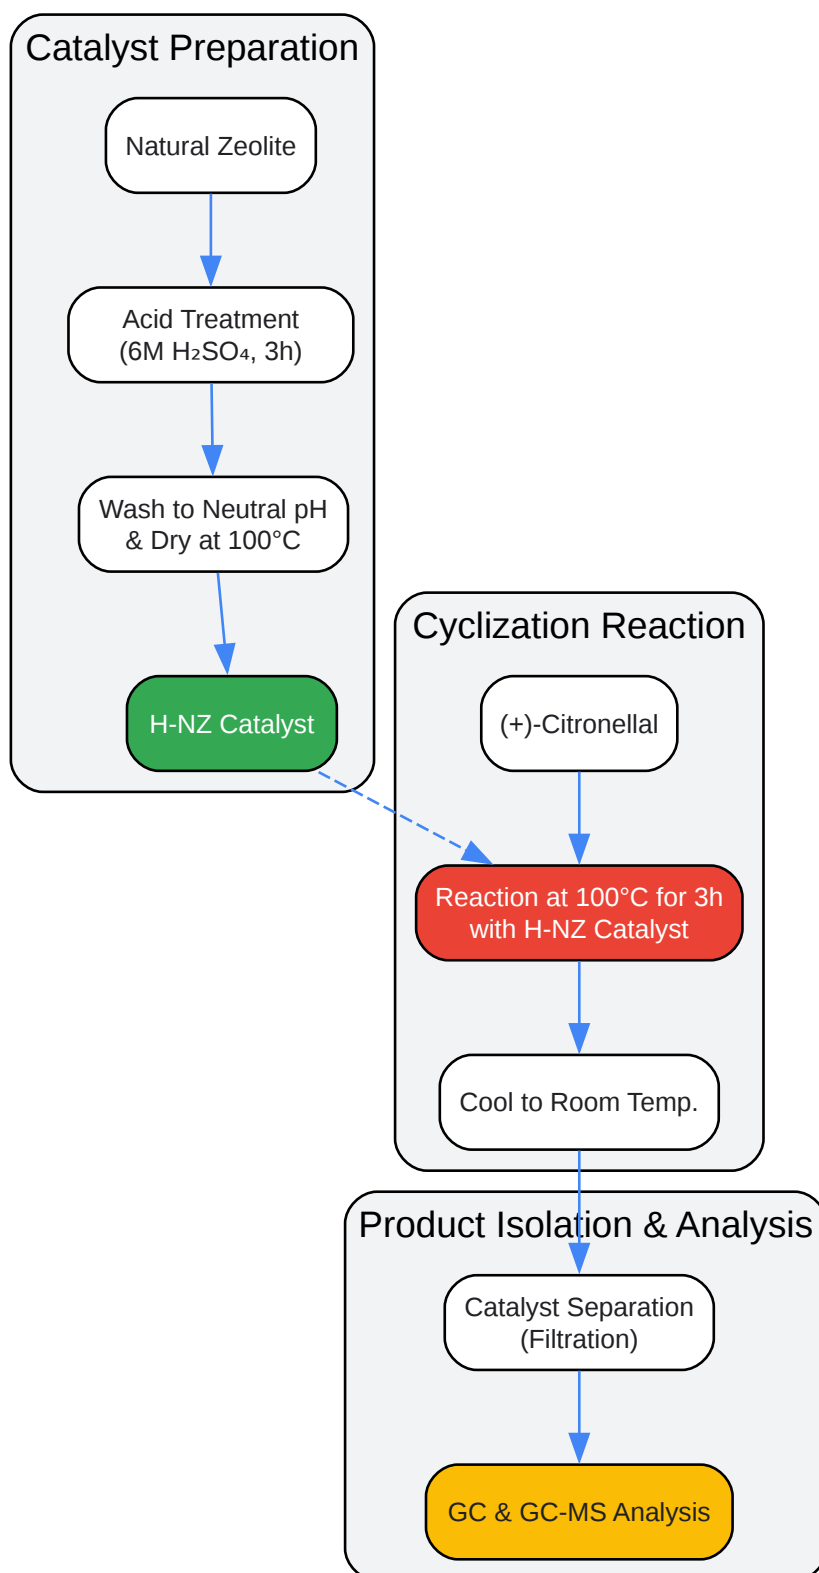 Catalyst Preparation
Natural Zeolite
Acid Treatment
(6M H₂SO₄, 3h)
Wash to Neutral pH
& Dry at 100°C
H-NZ Catalyst
Cyclization Reaction
(+)-Citronellal
Reaction at 100°C for 3h
with H-NZ Catalyst
Cool to Room Temp.
Product Isolation & Analysis
Catalyst Separation
(Filtration)
GC & GC-MS Analysis